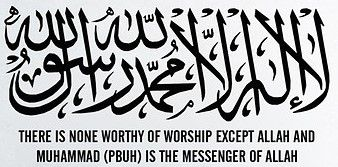 لا إله إلا الله محمد رسول الله
THERE IS NONE WORTHY OF WORSHIP EXCEPT ALLAH AND
MUHAMMAD (PBUH) IS THE MESSENGER OF ALLAH